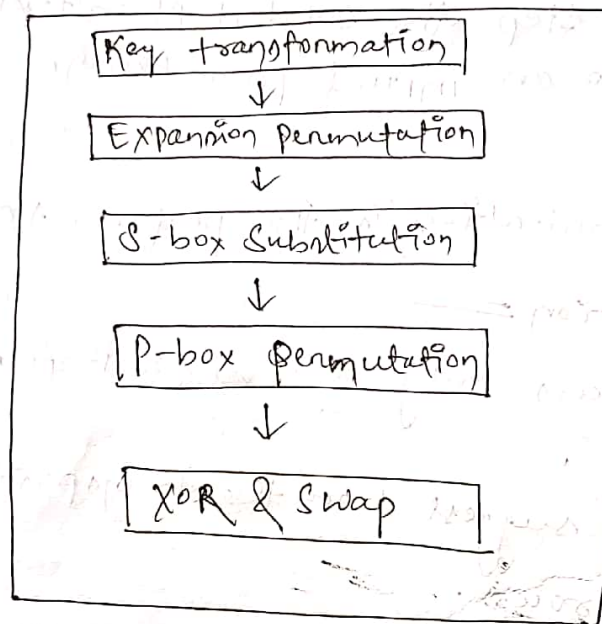 Key transformation
Expansion Permutation
S-box Substitution
P-box Permutation
XOR & Swap